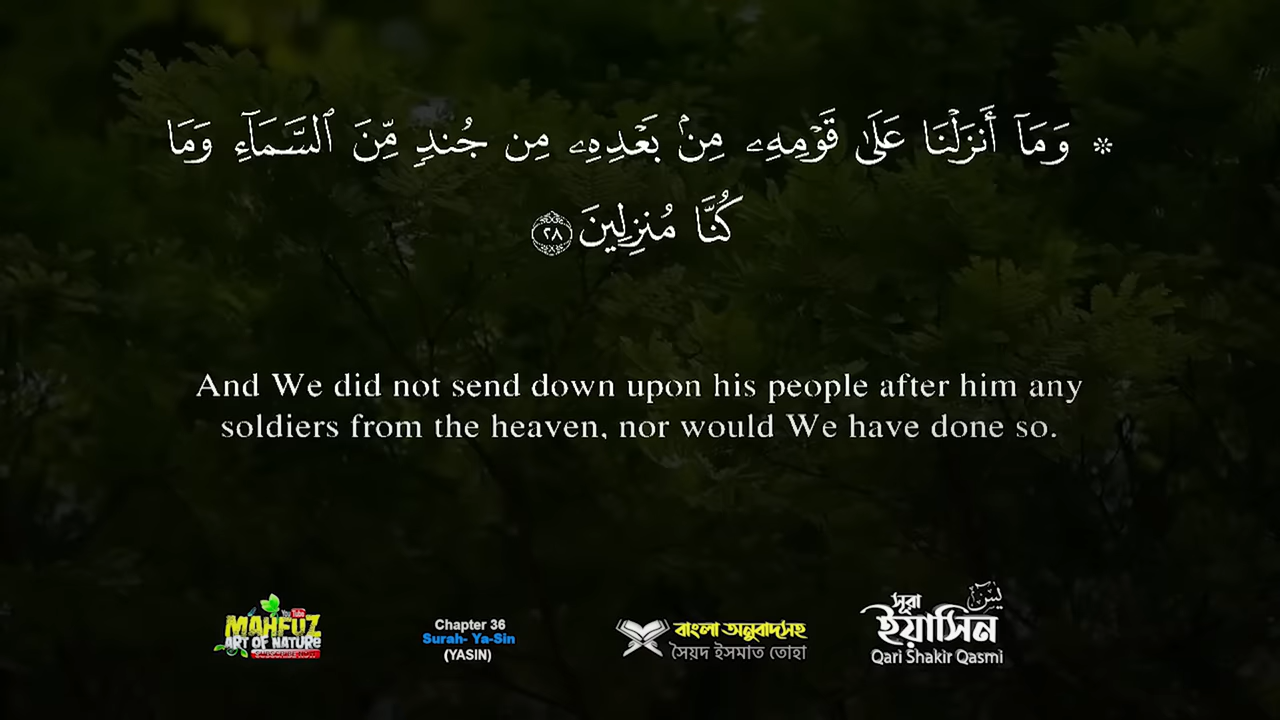 ۞ وَمَآ أَنزَلْنَا عَلَىٰ قَوْمِهِۦ مِنۢ بَعْدِهِۦ مِن جُندٍ مِّنَ ٱلسَّمَآءِ وَمَا
كُنَّا مُنزِلِينَ ٢٨
And We did not send down upon his people after him any
soldiers from the heaven, nor would We have done so.
You Tube
MAHFUZ
ART OF NATURE
Chapter 36
Surah- Ya-Sin
(YASIN)
বাংলা অনুবাদসহ
সৈয়দ ইসমাত তোহা
يسٓ
সূরা
ইয়াসিন
Qari Shakir Qasmi